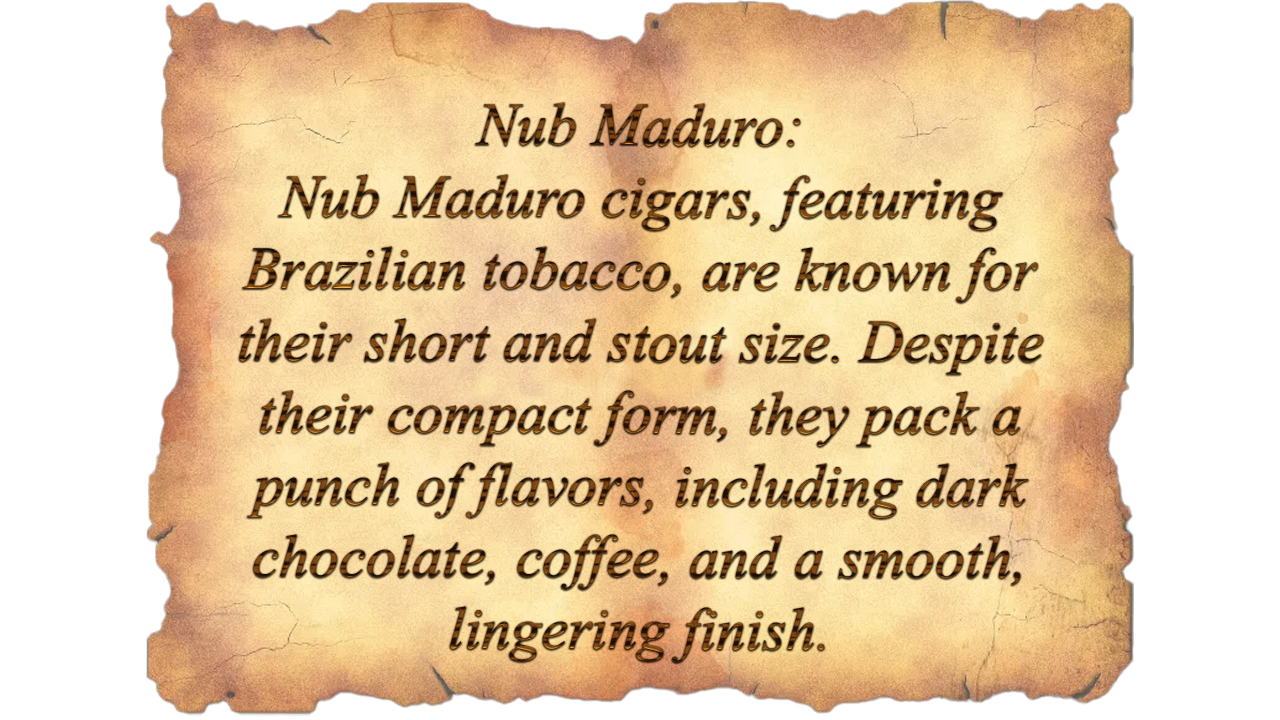 Nub Maduro:
Nub Maduro cigars, featuring
Brazilian tobacco, are known for
their short and stout size. Despite
their compact form, they pack a
punch of flavors, including dark
chocolate, coffee, and a smooth,
lingering finish.